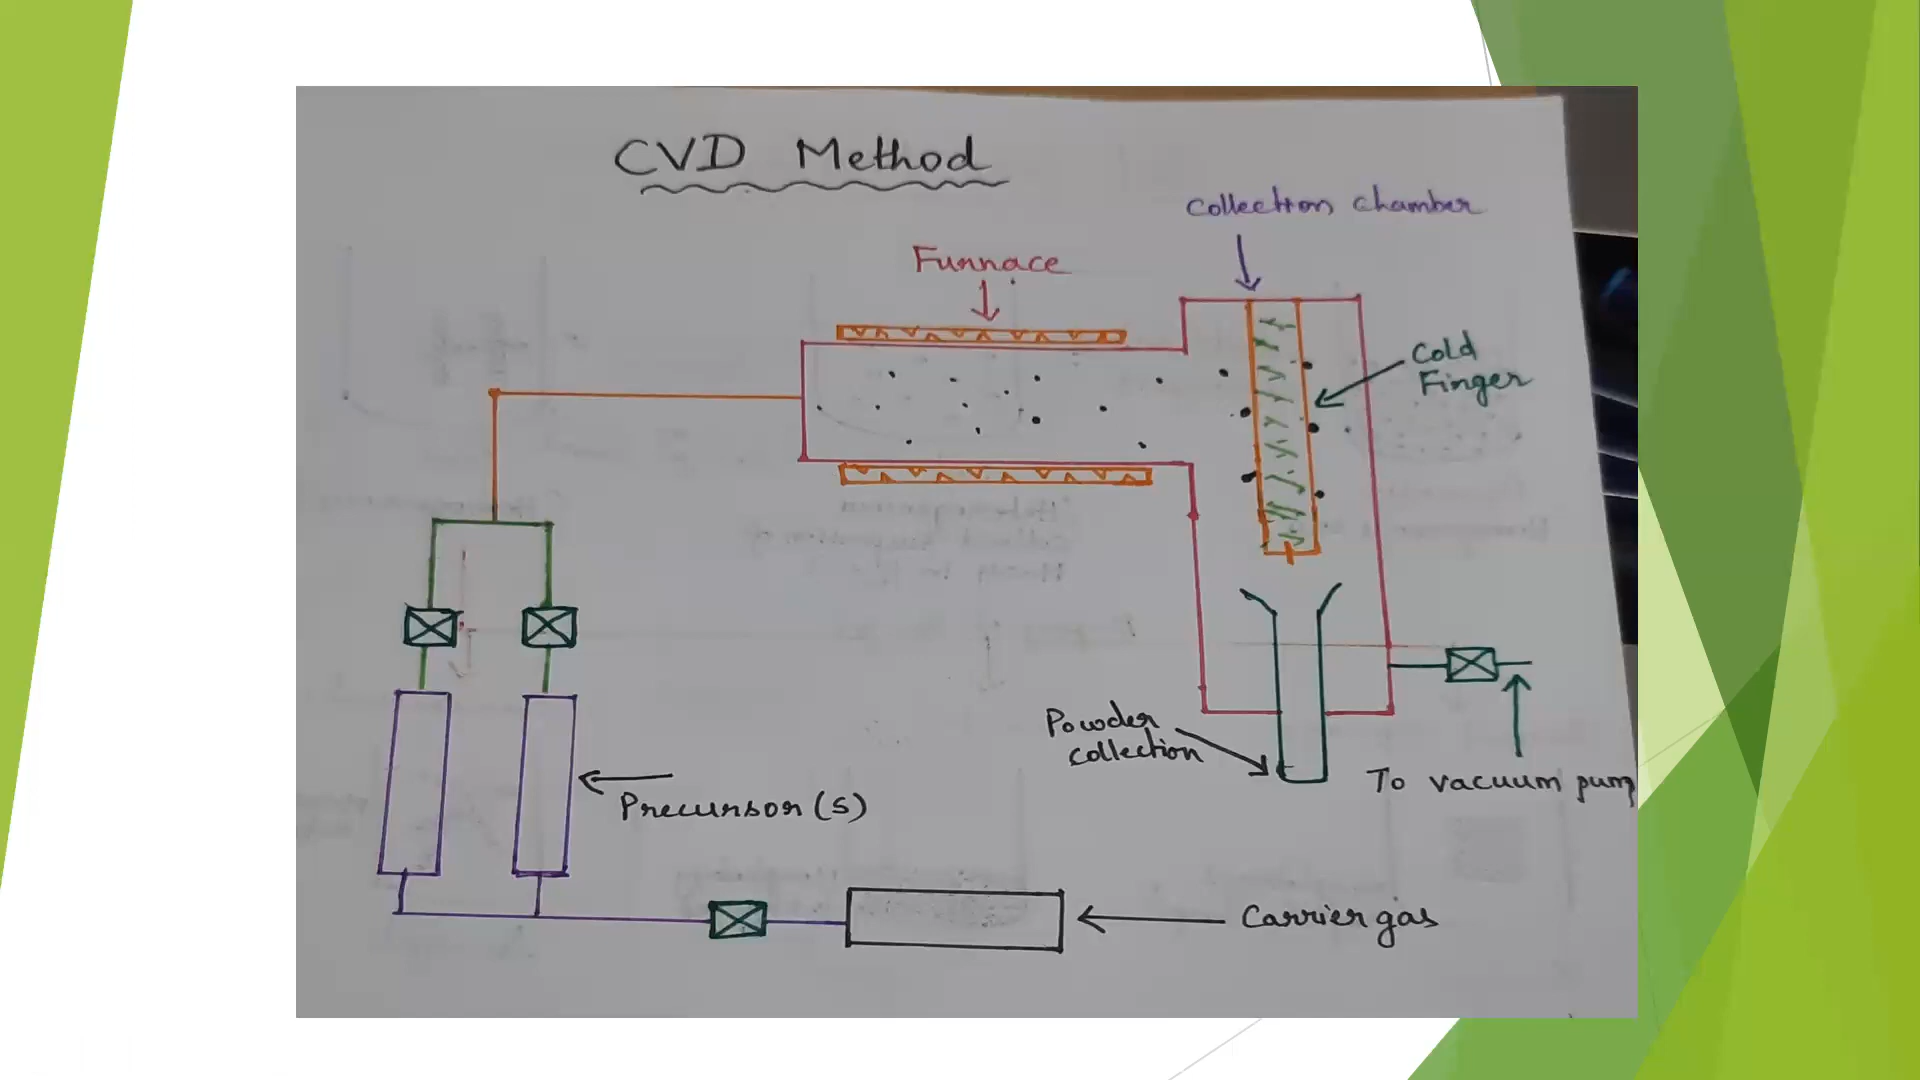 CVD Method
Collection chamber
Furnace
Cold
Finger
Powder
collection
To vacuum pump
Precursor(s)
Carrier gas